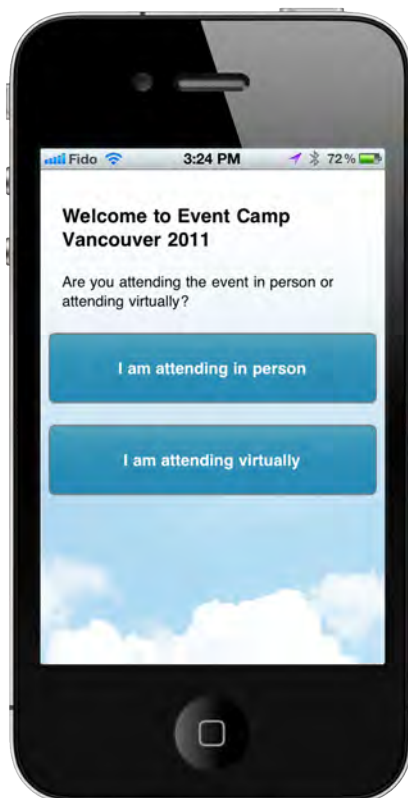 Fido 3:24 PM 72%
Welcome to Event Camp
Vancouver 2011
Are you attending the event in person or
attending virtually?
I am attending in person
I am attending virtually